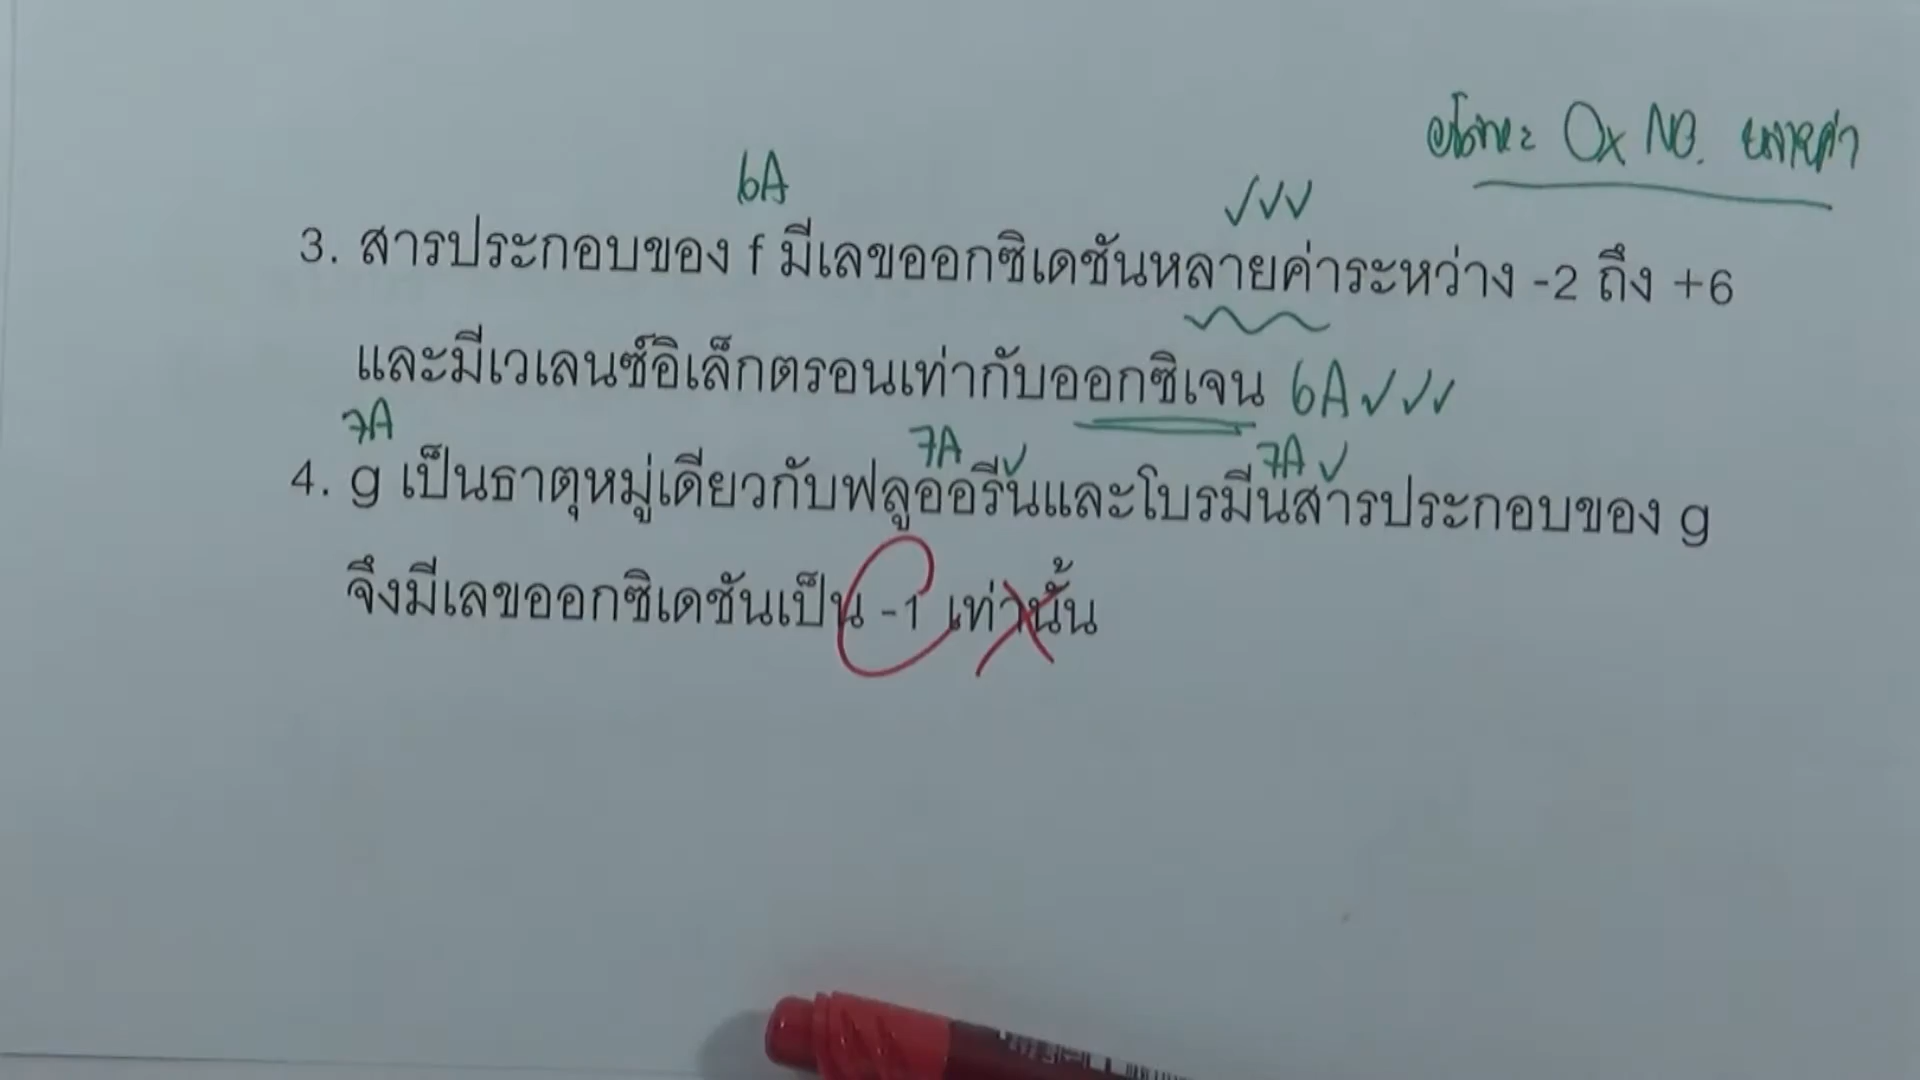 อโลหะ Ox NO. หลายค่า
6A
✓✓✓
3. สารประกอบของ f มีเลขออกซิเดชันหลายค่าระหว่าง -2 ถึง +6
และมีเวเลนซ์อิเล็กตรอนเท่ากับออกซิเจน 6A✓✓✓
7A 7A✓ 7A✓
4. g เป็นธาตุหมู่เดียวกับฟลูออรีนและโบรมีนสารประกอบของ g
จึงมีเลขออกซิเดชันเป็น -1 เท่านั้น